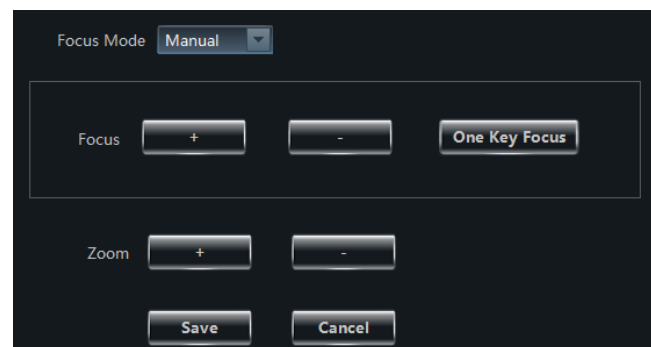 Focus Mode Manual
Focus + - One Key Focus
Zoom + -
Save Cancel